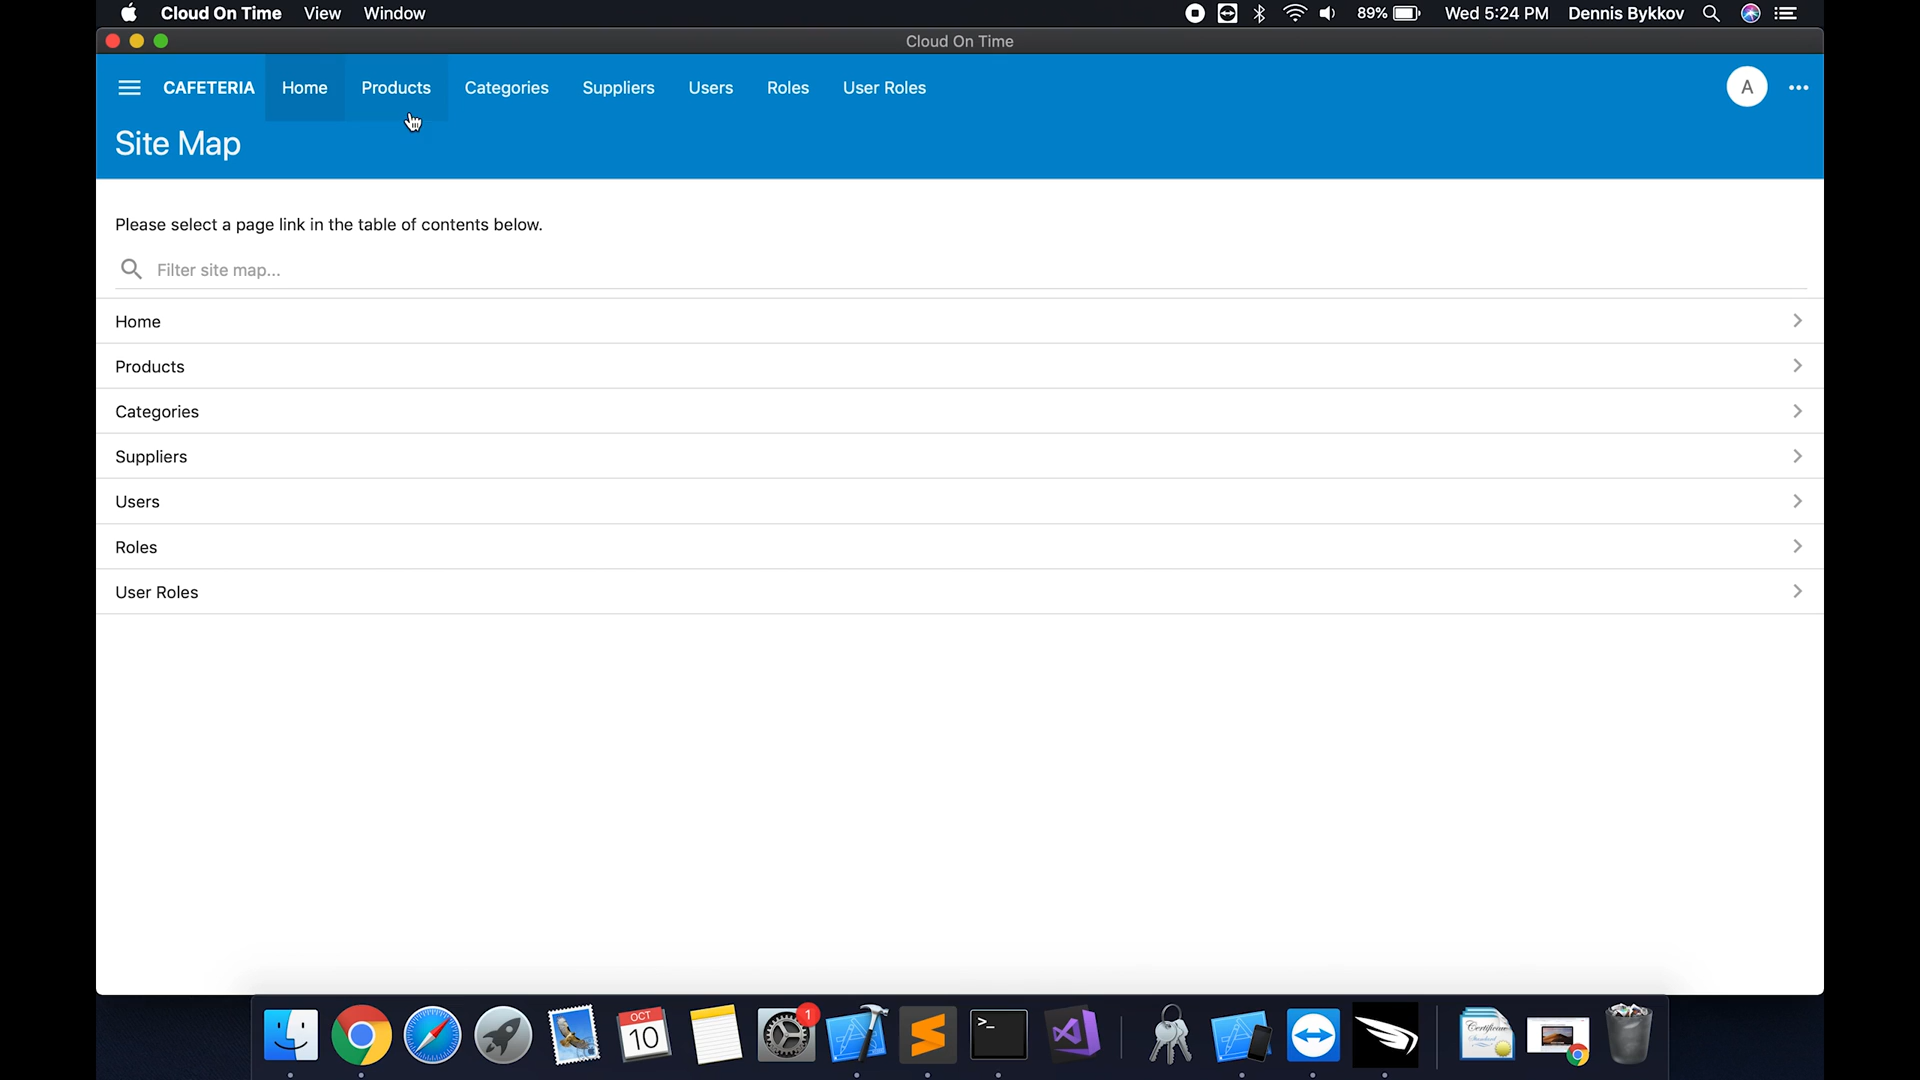 Cloud On Time View Window 89% Wed 5:24 PM Dennis Bykkov
Cloud On Time
CAFETERIA Home Products Categories Suppliers Users Roles User Roles A
Site Map
Please select a page link in the table of contents below.
Filter site map...
Home
Products
Categories
Suppliers
Users
Roles
User Roles
OCT
10
1
>_
Certificate
Standard